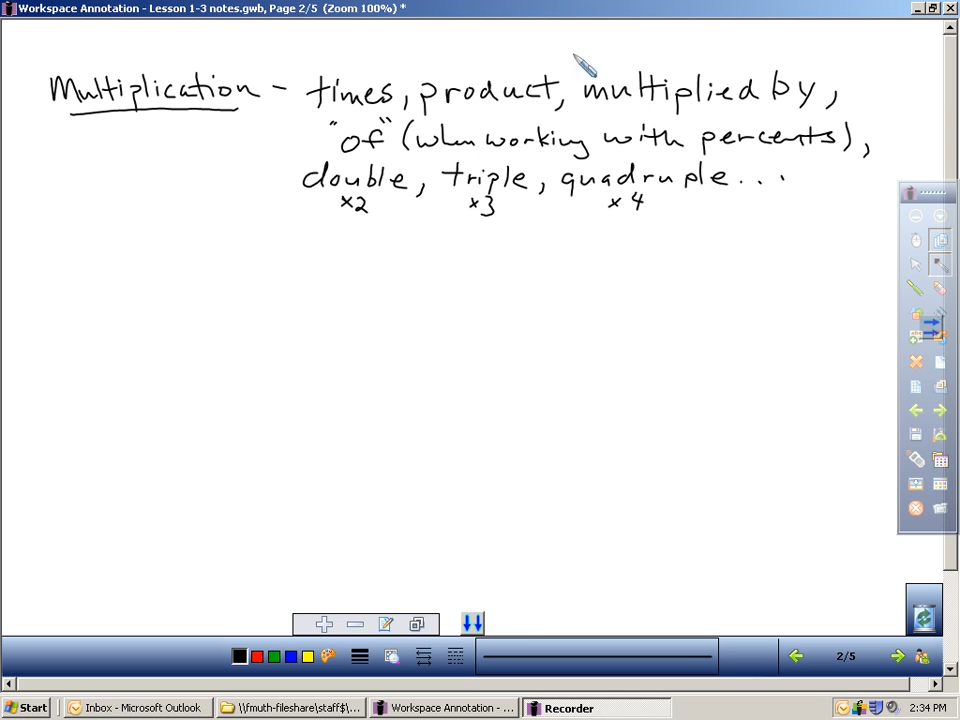 Workspace Annotation - Lesson 1-3 notes.gwb, Page 2/5 (Zoom 100%) *
Multiplication - times, product, multiplied by,
"of" (when working with percents),
double, triple, quadruple...
x2 x3 x4
2/5
Start
Inbox - Microsoft Outlook
\\fmuth-fileshare\staff$\...
Workspace Annotation - ...
Recorder
2:34 PM